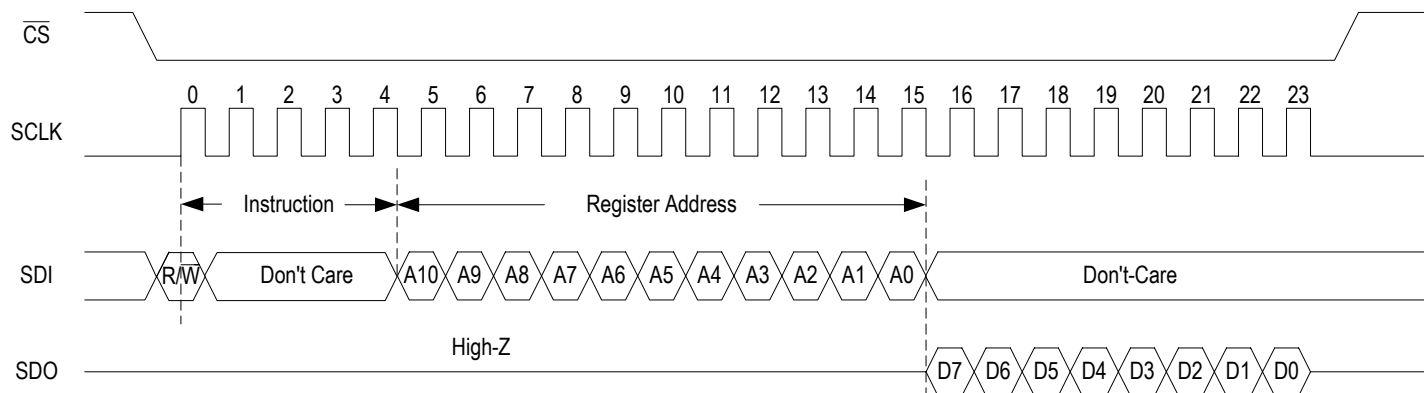 CS
0 1 2 3 4 5 6 7 8 9 10 11 12 13 14 15 16 17 18 19 20 21 22 23
SCLK
Instruction Register Address
SDI R/W Don't Care A10 A9 A8 A7 A6 A5 A4 A3 A2 A1 A0 Don't-Care
High-Z
SDO D7 D6 D5 D4 D3 D2 D1 D0